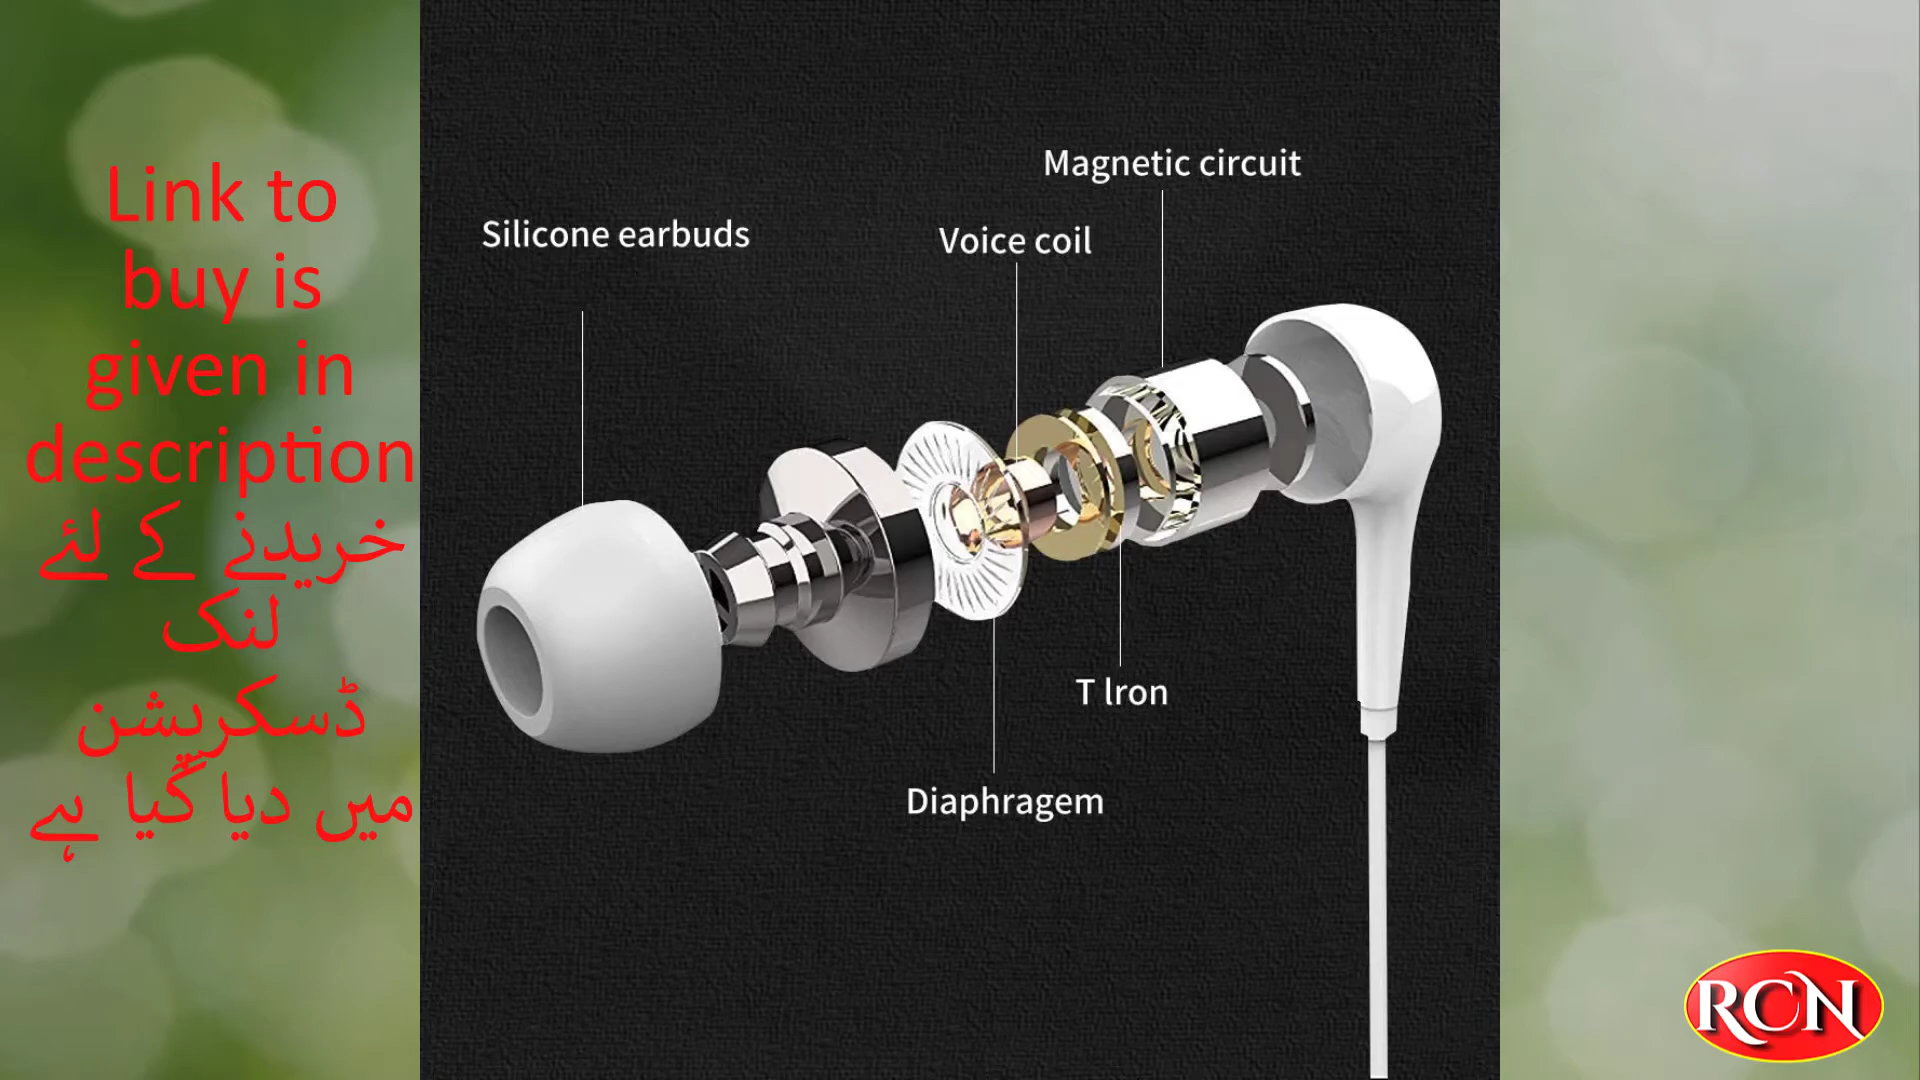 Link to
buy is
given in
description
خریدنے کے لئے
لنک
ڈسکرپشن
میں دیا گیا ہے
Silicone earbuds
Voice coil
Magnetic circuit
T lron
Diaphragem
RCN